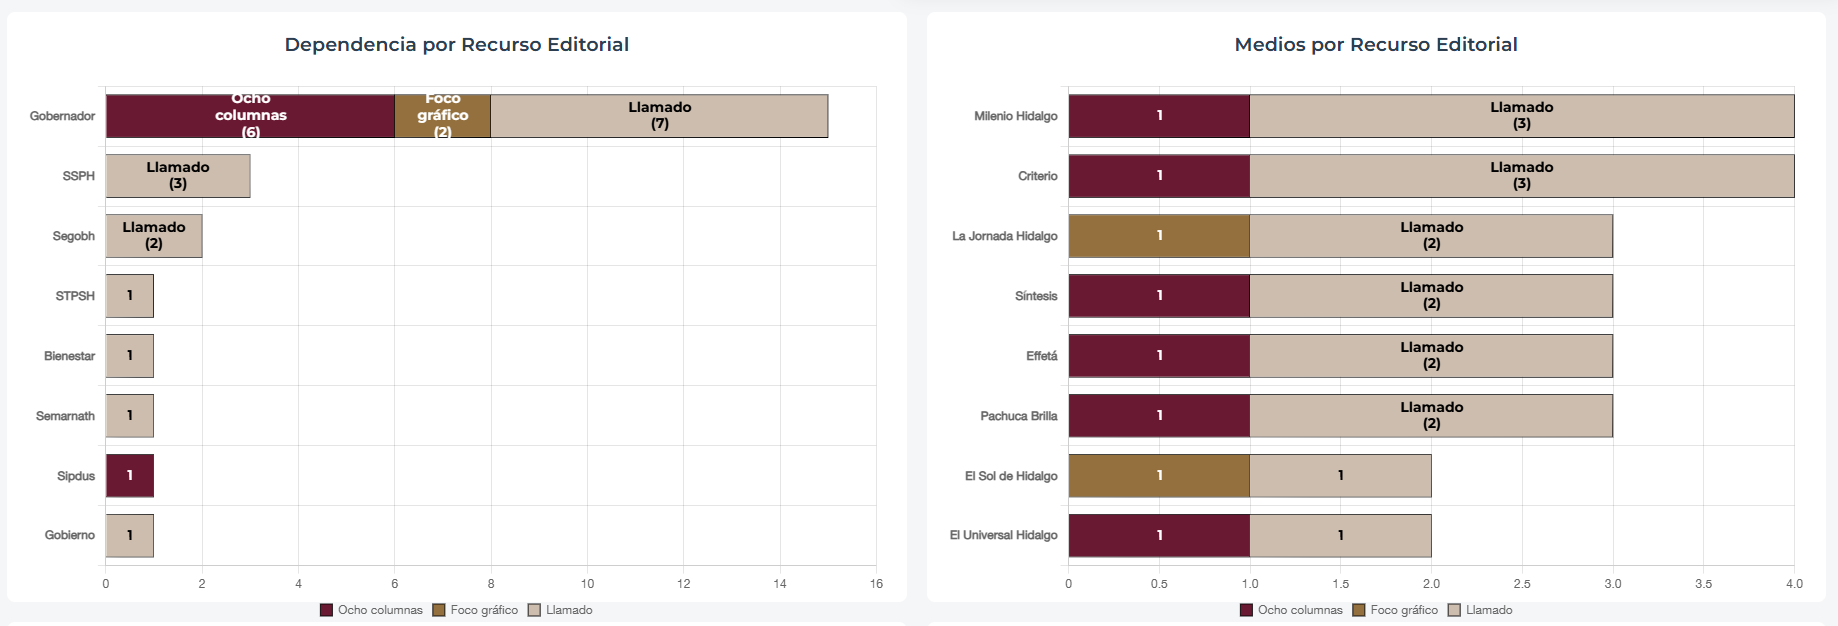 Dependencia por Recurso Editorial
Gobernador
Ocho
columnas
(6)
Foco
gráfico
(2)
Llamado
(7)
SSPH
Llamado
(3)
Segobh
Llamado
(2)
STPSH
1
Bienestar
1
Semarnath
1
Sipdus
1
Gobierno
1
0 2 4 6 8 10 12 14 16
Ocho columnas Foco gráfico Llamado
Medios por Recurso Editorial
Milenio Hidalgo
1
Llamado
(3)
Criterio
1
Llamado
(3)
La Jornada Hidalgo
1
Llamado
(2)
Síntesis
1
Llamado
(2)
Effetá
1
Llamado
(2)
Pachuca Brilla
1
Llamado
(2)
El Sol de Hidalgo
1
1
El Universal Hidalgo
1
1
0 0.5 1.0 1.5 2.0 2.5 3.0 3.5 4.0
Ocho columnas Foco gráfico Llamado